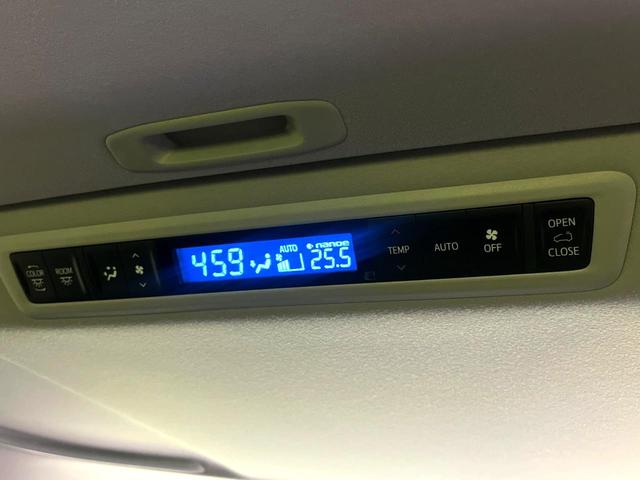 COLOR
ROOM
459
AUTO
nanoe
25.5
TEMP
AUTO
OFF
OPEN
CLOSE